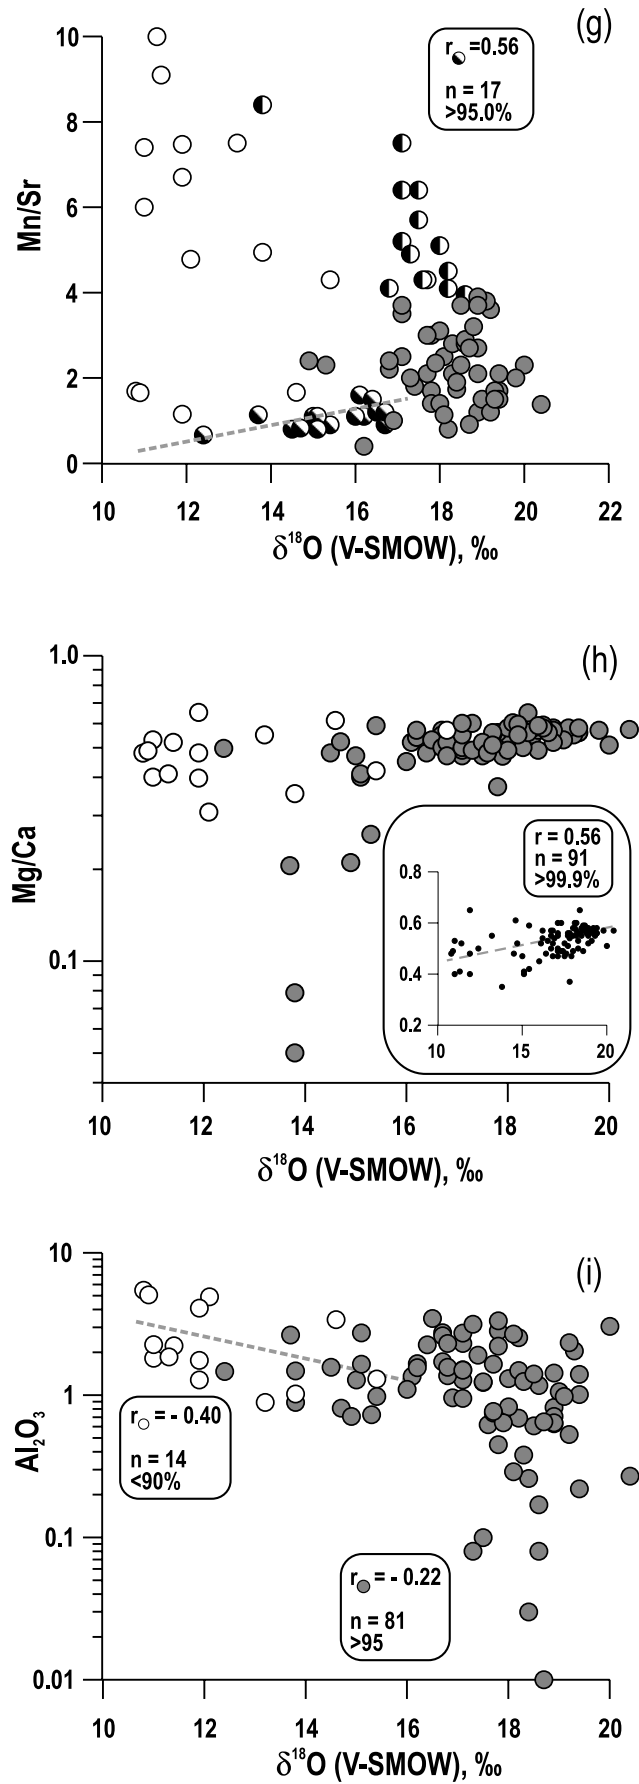 (g)
r =0.56
n = 17
>95.0%
10
8
6
4
2
0
Mn/Sr
10 12 14 16 18 20 22
δ¹⁸O (V-SMOW), ‰
(h)
1.0
0.1
Mg/Ca
r = 0.56
n = 91
>99.9%
0.8
0.6
0.4
0.2
10 15 20
10 12 14 16 18 20
δ¹⁸O (V-SMOW), ‰
(i)
10
1
0.1
0.01
Al₂O₃
r = - 0.40
n = 14
<90%
r = - 0.22
n = 81
>95
10 12 14 16 18 20
δ¹⁸O (V-SMOW), ‰